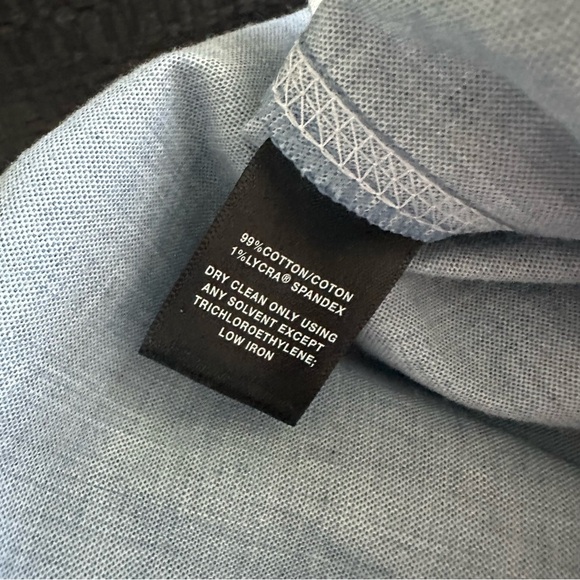 99%COTTON/COTON
1%LYCRA® SPANDEX
DRY CLEAN ONLY USING
ANY SOLVENT EXCEPT
TRICHLOROETHYLENE;
LOW IRON